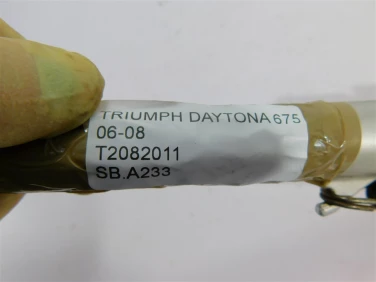 TRIUMPH DAYTONA 675
06-08
T2082011
SB.A233